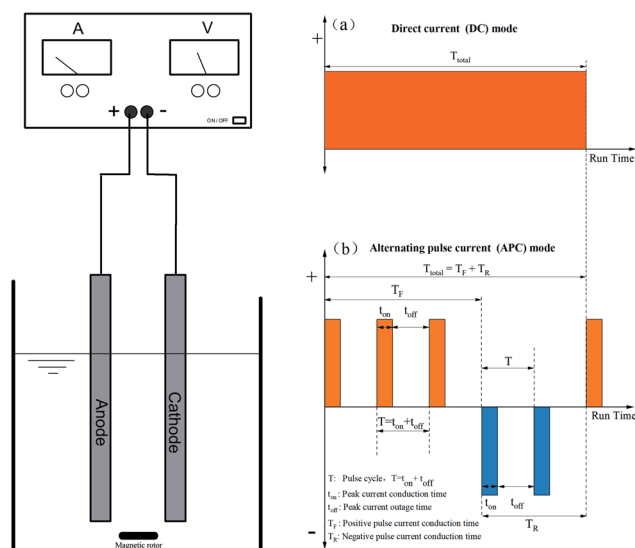 A
V
+
-
ON / OFF
Anode
Cathode
Magnetic rotor
(a)
Direct current (DC) mode
+
T_total
Run Time
(b)
Alternating pulse current (APC) mode
+
T_total = T_F + T_R
T_F
t_on
t_off
T
T=t_on+t_off
Run Time
T: Pulse cycle, T=t_on+ t_off
t_on: Peak current conduction time
t_off: Peak current outage time
T_F: Positive pulse current conduction time
T_R: Negative pulse current conduction time
t_on
t_off
T_R
-